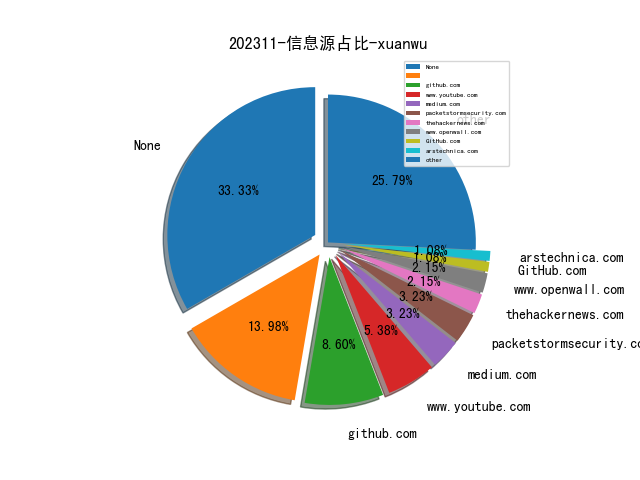 202311-信息源占比-xuanwu
None
github.com
www.youtube.com
medium.com
packetstormsecurity.com
thehackernews.com
www.openwall.com
GitHub.com
arstechnica.com
other
other
None
33.33%
25.79%
13.98%
8.60%
5.38%
3.23%
3.23%
2.15%
2.15%
1.08%
1.08%
arstechnica.com
GitHub.com
www.openwall.com
thehackernews.com
packetstormsecurity.co
medium.com
www.youtube.com
github.com